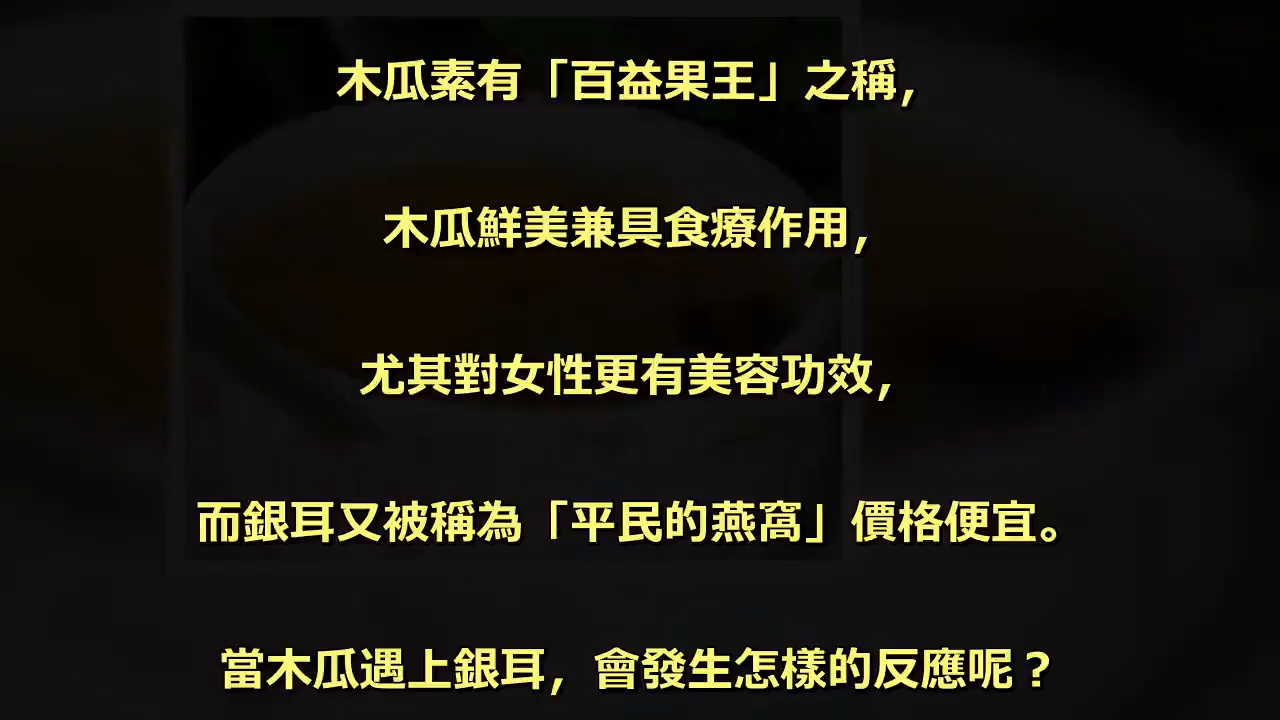 木瓜素有「百益果王」之稱，
木瓜鮮美兼具食療作用，
尤其對女性更有美容功效，
而銀耳又被稱為「平民的燕窩」價格便宜。
當木瓜遇上銀耳，會發生怎樣的反應呢？